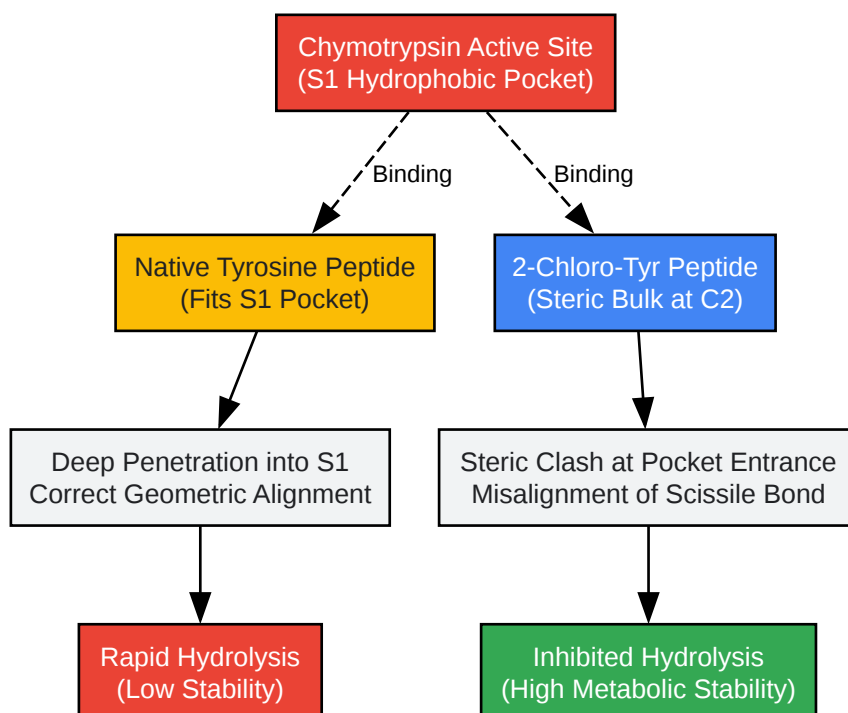 Chymotrypsin Active Site
(S1 Hydrophobic Pocket)
Binding
Binding
Native Tyrosine Peptide
(Fits S1 Pocket)
2-Chloro-Tyr Peptide
(Steric Bulk at C2)
Deep Penetration into S1
Correct Geometric Alignment
Steric Clash at Pocket Entrance
Misalignment of Scissile Bond
Rapid Hydrolysis
(Low Stability)
Inhibited Hydrolysis
(High Metabolic Stability)